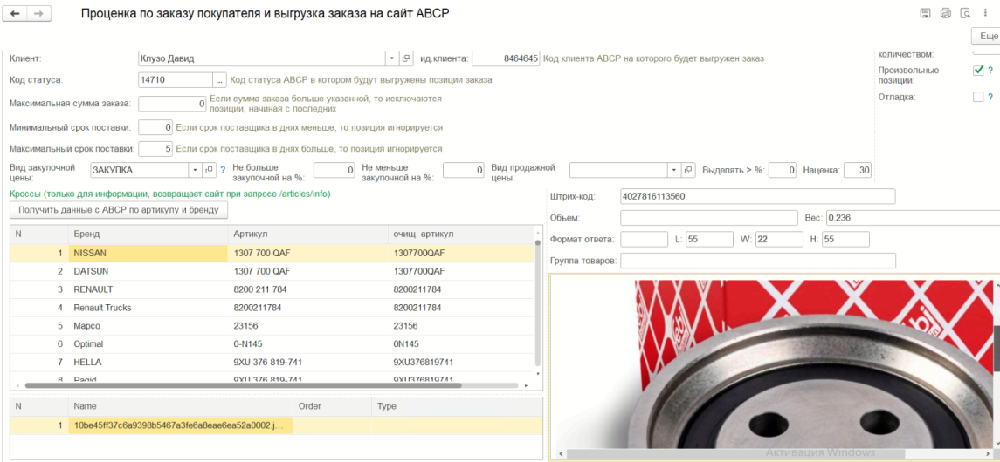 Проценка по заказу покупателя и выгрузка заказа на сайт ABCP
Еще
Клиент: Клузо Давид ид.клиента: 8464645 Код клиента ABCP на которого будет выгружен заказ
количеством:
Код статуса: 14710 ... Код статуса ABCP в котором будут выгружены позиции заказа
Произвольные позиции: ?
Максимальная сумма заказа: 0 Если сумма заказа больше указанной, то исключаются позиции, начиная с последних
Отладка: ?
Минимальный срок поставки: 0 Если срок поставщика в днях меньше, то позиция игнорируется
Максимальный срок поставки: 5 Если срок поставщика в днях больше, то позиция игнорируется
Вид закупочной цены: ЗАКУПКА ? Не больше закупочной на %: 0 Не меньше закупочной на %: 0 Вид продажной цены: Выделять > %: 0 Наценка: 30
Кроссы (только для информации, возвращает сайт при запросе /articles/info)
Получить данные с ABCP по артикулу и бренду
N Бренд Артикул очищ. артикул
1 NISSAN 1307 700 QAF 1307700QAF
2 DATSUN 1307 700 QAF 1307700QAF
3 RENAULT 8200 211 784 8200211784
4 Renault Trucks 8200211784 8200211784
5 Mapco 23156 23156
6 Optimal 0-N145 0N145
7 HELLA 9XU 376 819-741 9XU376819741
8 Pagid 9XU 376 819-741 9XU376819741
N Name Order Type
1 10be45ff37c6a9398b5467a3fe6a8eae6ea52a0002.j...
Штрих-код: 4027816113560
Объем: Вес: 0.236
Формат ответа: L: 55 W: 22 H: 55
Группа товаров:
Активация Windows